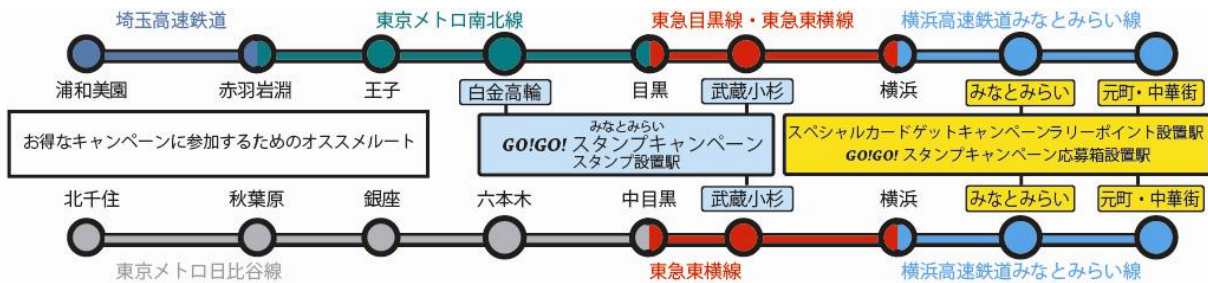 埼玉高速鉄道 東京メトロ南北線 東急目黒線・東急東横線 横浜高速鉄道みなとみらい線
浦和美園 赤羽岩淵 王子 白金高輪 目黒 武蔵小杉 横浜 みなとみらい 元町・中華街
お得なキャンペーンに参加するためのオススメルート
みなとみらい
GO!GO! スタンプキャンペーン
スタンプ設置駅
スペシャルカードゲットキャンペーンラリーポイント設置駅
GO!GO! スタンプキャンペーン応募箱設置駅
北千住 秋葉原 銀座 六本木 中目黒 武蔵小杉 横浜 みなとみらい 元町・中華街
東京メトロ日比谷線 東急東横線 横浜高速鉄道みなとみらい線